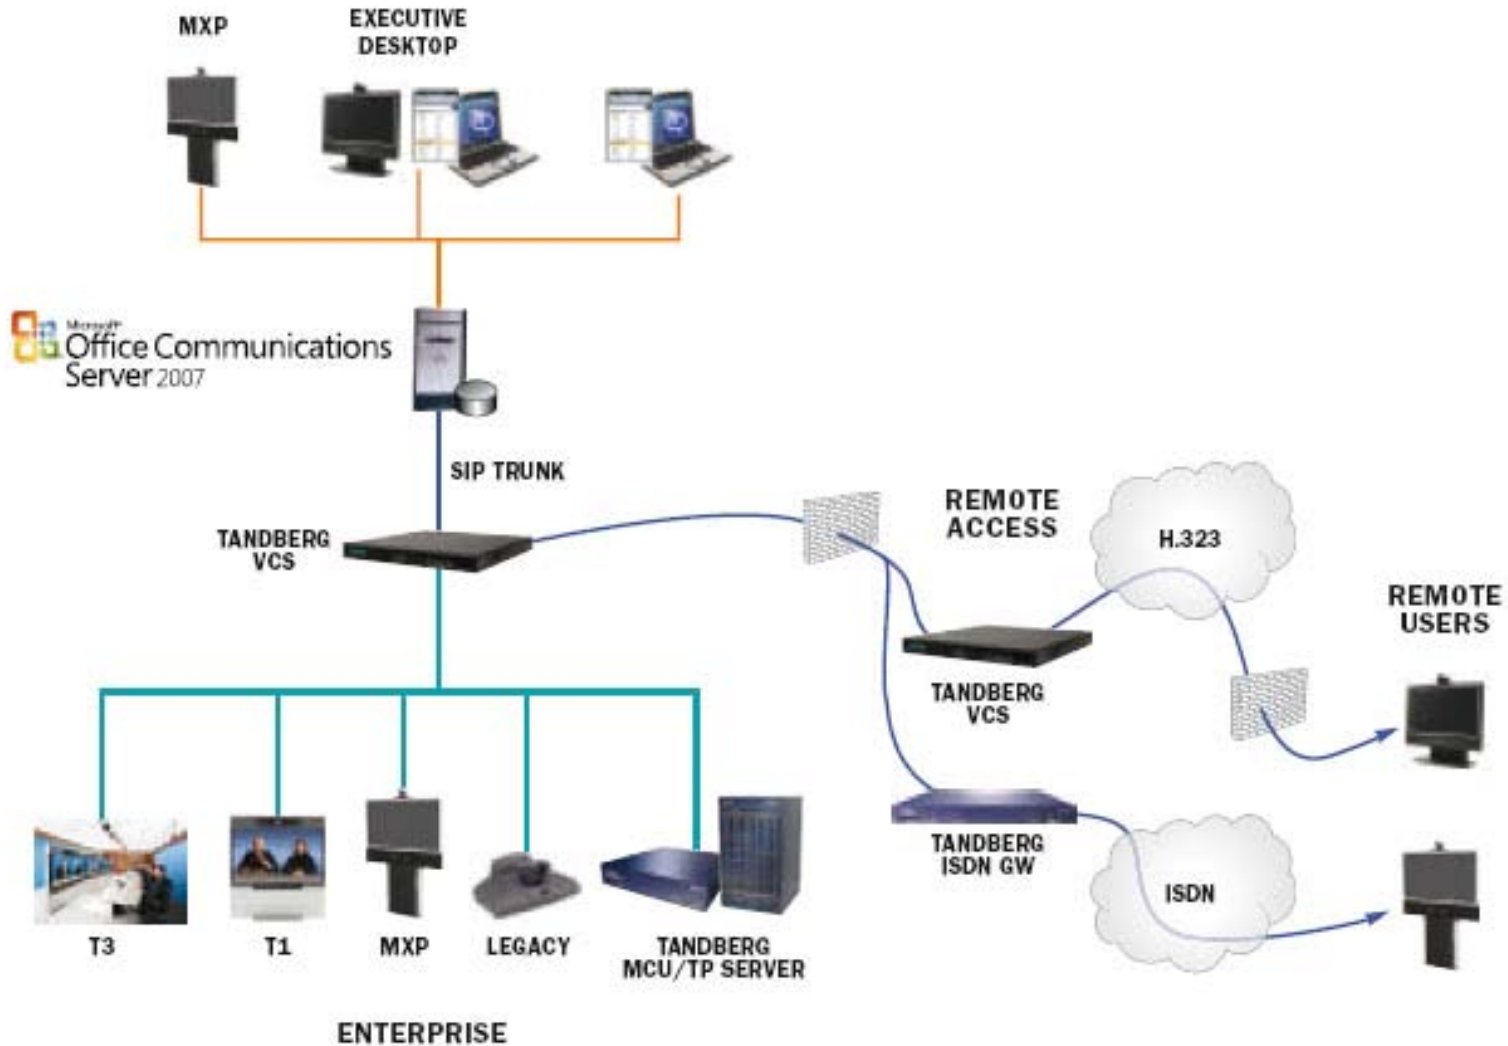 MXP
EXECUTIVE
DESKTOP
Microsoft
Office Communications
Server 2007
SIP TRUNK
TANDBERG
VCS
REMOTE
ACCESS
H.323
REMOTE
USERS
TANDBERG
VCS
TANDBERG
ISDN GW
ISDN
T3
T1
MXP
LEGACY
TANDBERG
MCU/TP SERVER
ENTERPRISE